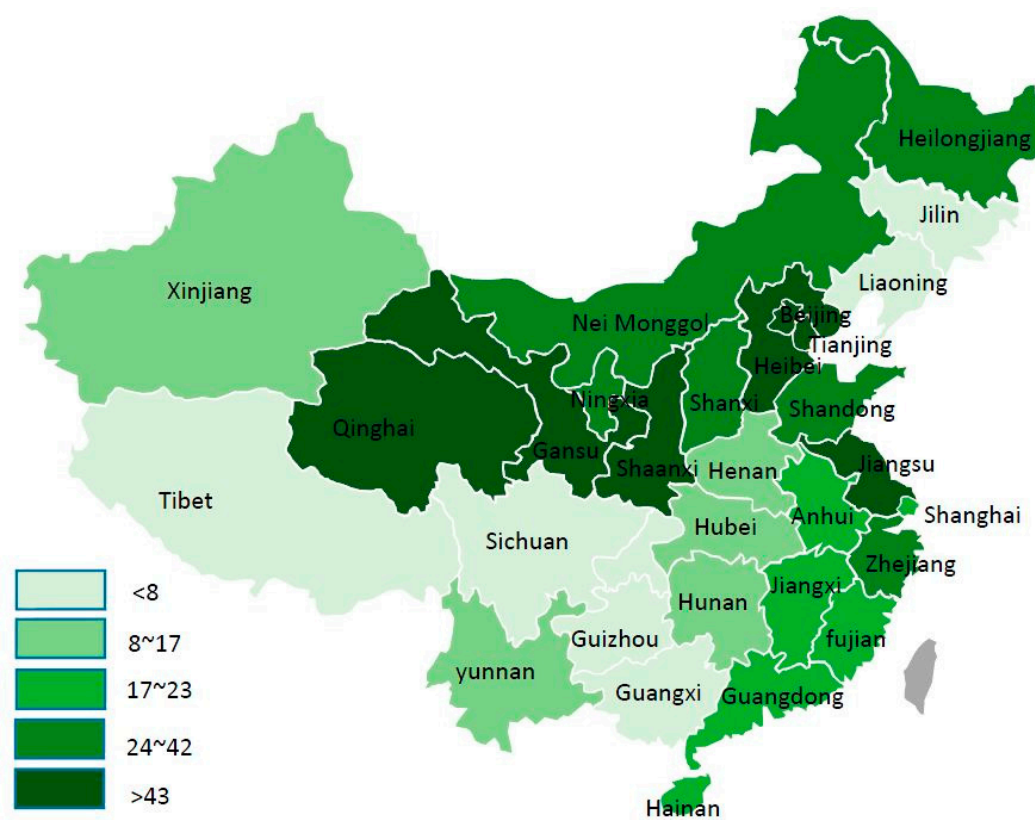 Heilongjiang
Jilin
Liaoning
Xinjiang
Nei Monggol
Beijing
Tianjing
Heibei
Ningxia
Shanxi
Shandong
Qinghai
Gansu
Shaanxi
Henan
Jiangsu
Tibet
Sichuan
Hubei
Anhui
Shanghai
Zhejiang
Hunan
Jiangxi
Guizhou
fujian
yunnan
Guangxi
Guangdong
Hainan
<8
8~17
17~23
24~42
>43